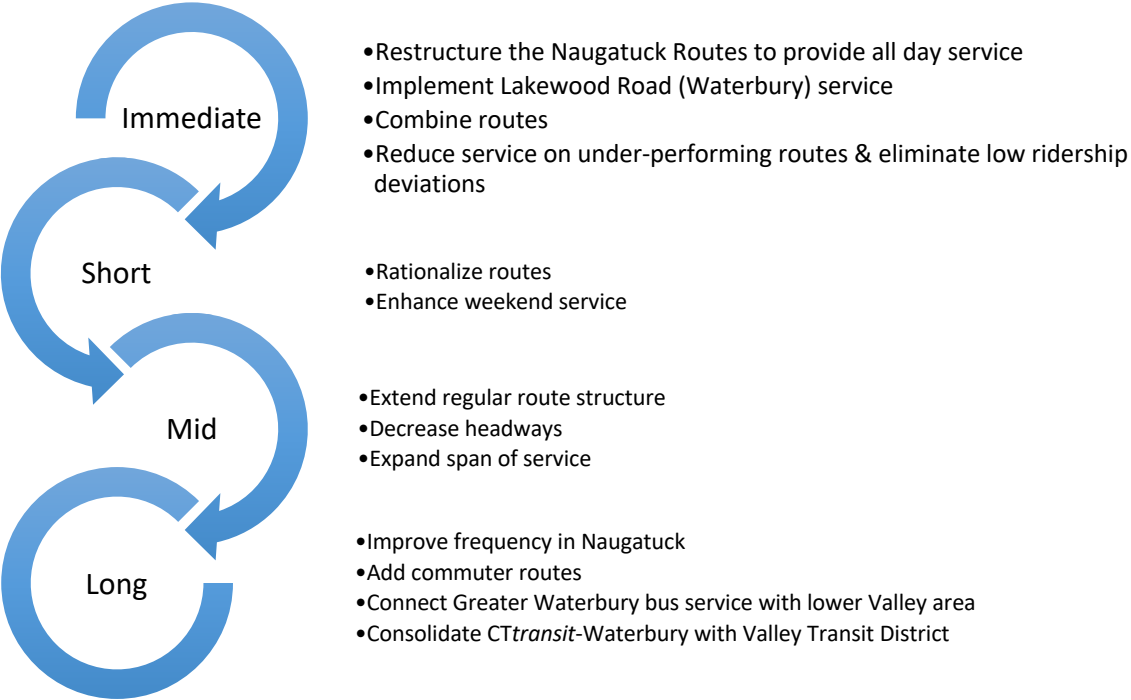 Immediate
•Restructure the Naugatuck Routes to provide all day service
•Implement Lakewood Road (Waterbury) service
•Combine routes
•Reduce service on under-performing routes & eliminate low ridership
deviations
Short
•Rationalize routes
•Enhance weekend service
Mid
•Extend regular route structure
•Decrease headways
•Expand span of service
Long
•Improve frequency in Naugatuck
•Add commuter routes
•Connect Greater Waterbury bus service with lower Valley area
•Consolidate CTtransit-Waterbury with Valley Transit District